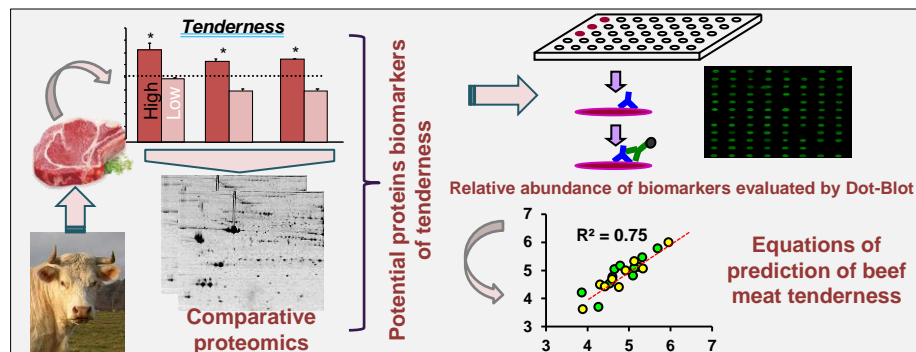 Tenderness
* * *
High
Low
Comparative
proteomics
Potential proteins biomarkers
of tenderness
Relative abundance of biomarkers evaluated by Dot-Blot
7
6
5
4
3
R² = 0.75
3 4 5 6 7
Equations of
prediction of beef
meat tenderness